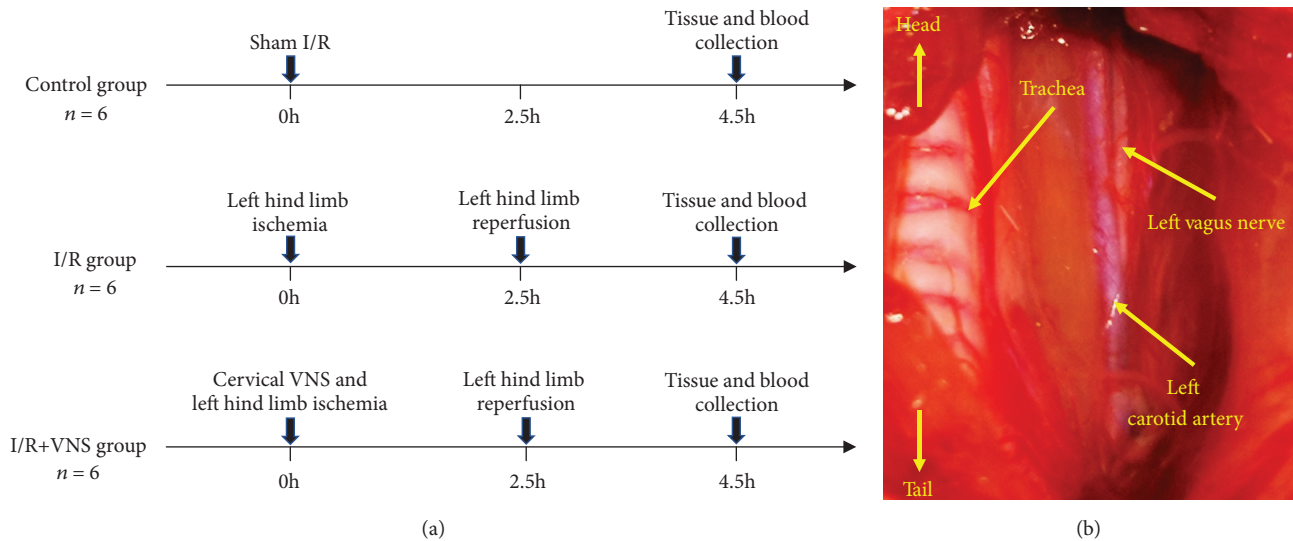 Sham I/R
Tissue and blood
collection
Control group
n = 6
0h
2.5h
4.5h
Left hind limb
ischemia
Left hind limb
reperfusion
Tissue and blood
collection
I/R group
n = 6
0h
2.5h
4.5h
Cervical VNS and
left hind limb ischemia
Left hind limb
reperfusion
Tissue and blood
collection
I/R+VNS group
n = 6
0h
2.5h
4.5h
(a)
Head
Trachea
Left vagus nerve
Left
carotid artery
Tail
(b)